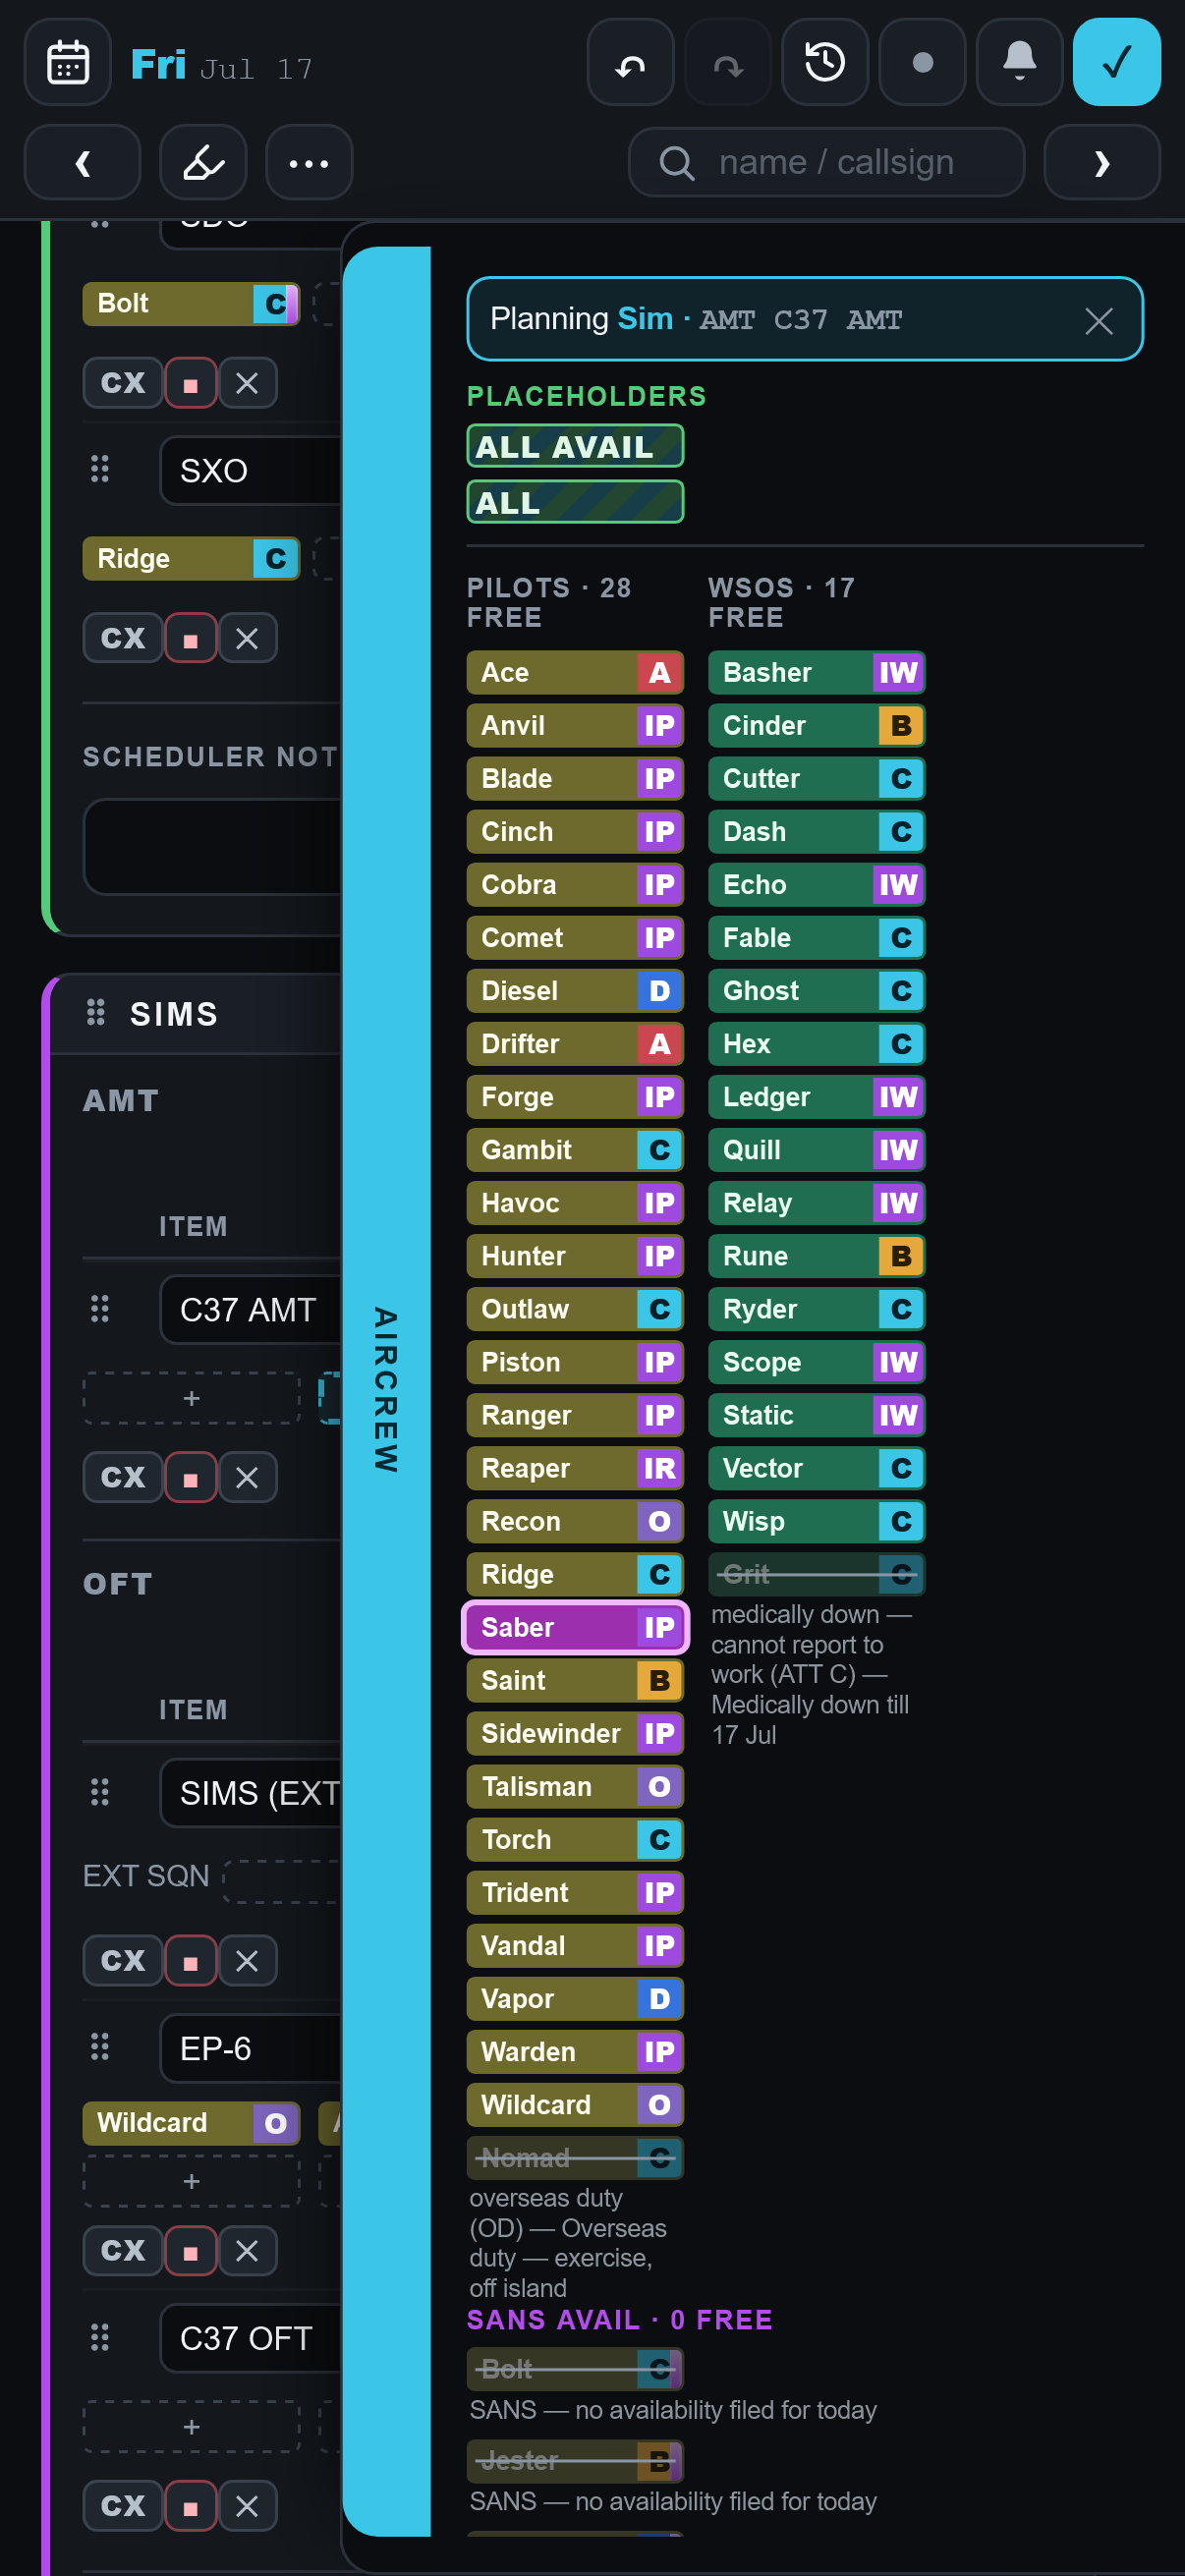 Fri Jul 17
name / callsign
Bolt C
CX
SXO
Ridge C
CX
SCHEDULER NOT
SIMS
AMT
ITEM
C37 AMT
+
CX
OFT
ITEM
SIMS (EXT
EXT SQN
CX
EP-6
Wildcard O
+
CX
C37 OFT
+
CX
AIRCREW
Planning Sim · AMT C37 AMT
PLACEHOLDERS
ALL AVAIL
ALL
PILOTS · 28
FREE
Ace A
Anvil IP
Blade IP
Cinch IP
Cobra IP
Comet IP
Diesel D
Drifter A
Forge IP
Gambit C
Havoc IP
Hunter IP
Outlaw C
Piston IP
Ranger IP
Reaper IR
Recon O
Ridge C
Saber IP
Saint B
Sidewinder IP
Talisman O
Torch C
Trident IP
Vandal IP
Vapor D
Warden IP
Wildcard O
Nomad C
overseas duty
(OD) — Overseas
duty — exercise,
off island
WSOS · 17
FREE
Basher IW
Cinder B
Cutter C
Dash C
Echo IW
Fable C
Ghost C
Hex C
Ledger IW
Quill IW
Relay IW
Rune B
Ryder C
Scope IW
Static IW
Vector C
Wisp C
Grit C
medically down —
cannot report to
work (ATT C) —
Medically down till
17 Jul
SANS AVAIL · 0 FREE
Bolt C
SANS — no availability filed for today
Jester B
SANS — no availability filed for today